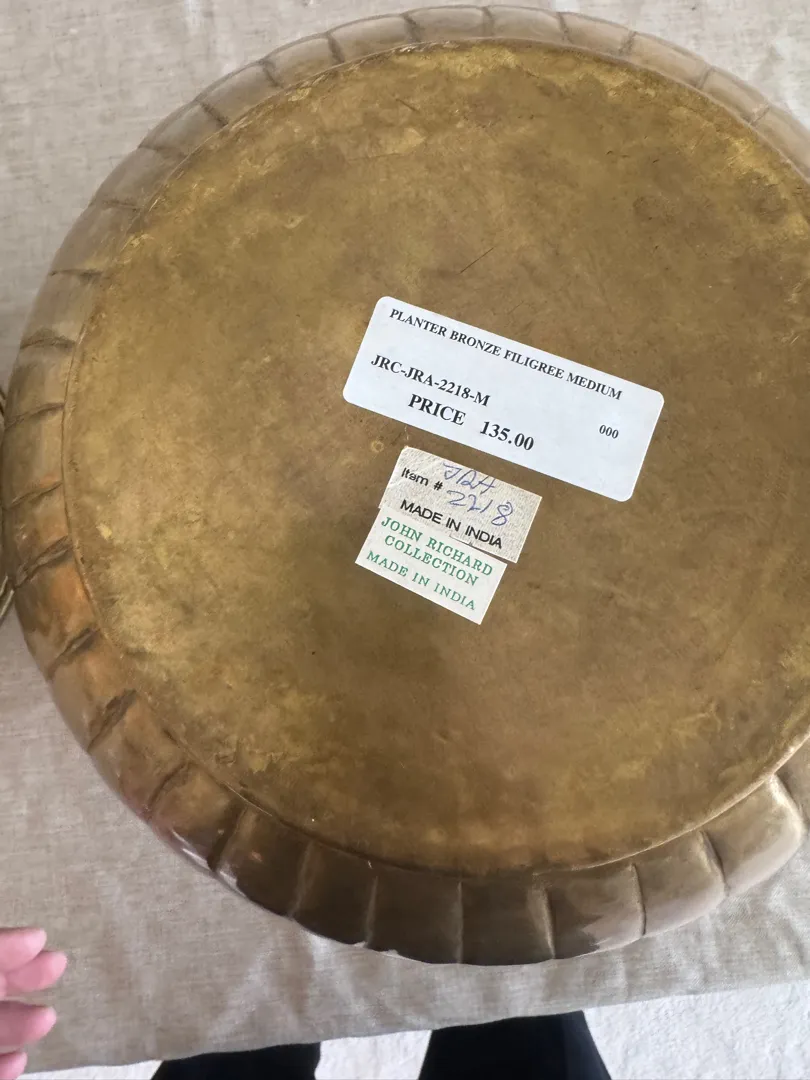 PLANTER BRONZE FILIGREE MEDIUM
JRC-JRA-2218-M
000
PRICE 135.00
Item # JRA
2218
MADE IN INDIA
JOHN RICHARD
COLLECTION
MADE IN INDIA